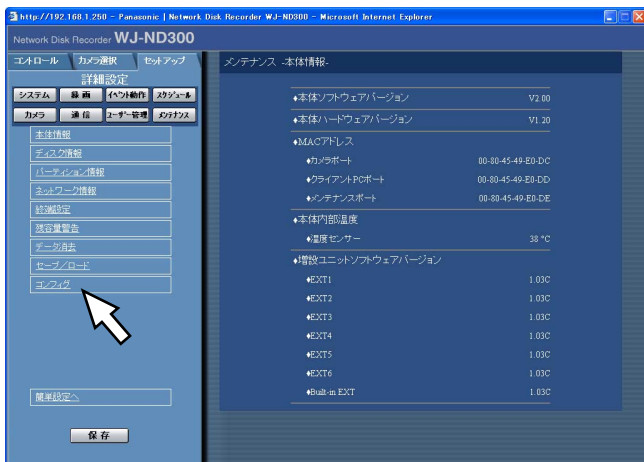 http://192.168.1.250 - Panasonic | Network Disk Recorder WJ-ND300 - Microsoft Internet Explorer
Network Disk Recorder WJ-ND300
コントロール カメラ選択 セットアップ
詳細設定
システム 録画 イベント動作 スケジュール
カメラ 通信 ユーザー管理 メンテナンス
本体情報
ディスク情報
パーティション情報
ネットワーク情報
終端設定
残容量警告
データ消去
セーブ/ロード
コンフィグ
簡単設定へ
保存
メンテナンス -本体情報-
♦本体ソフトウェアバージョン V2.00
♦本体ハードウェアバージョン V1.20
♦MACアドレス
♦カメラポート 00-80-45-49-E0-DC
♦クライアントPCポート 00-80-45-49-E0-DD
♦メンテナンスポート 00-80-45-49-E0-DE
♦本体内部温度
♦温度センサー 38 °C
♦増設ユニットソフトウェアバージョン
♦EXT1 1.03C
♦EXT2 1.03C
♦EXT3 1.03C
♦EXT4 1.03C
♦EXT5 1.03C
♦EXT6 1.03C
♦Built-in EXT 1.03C